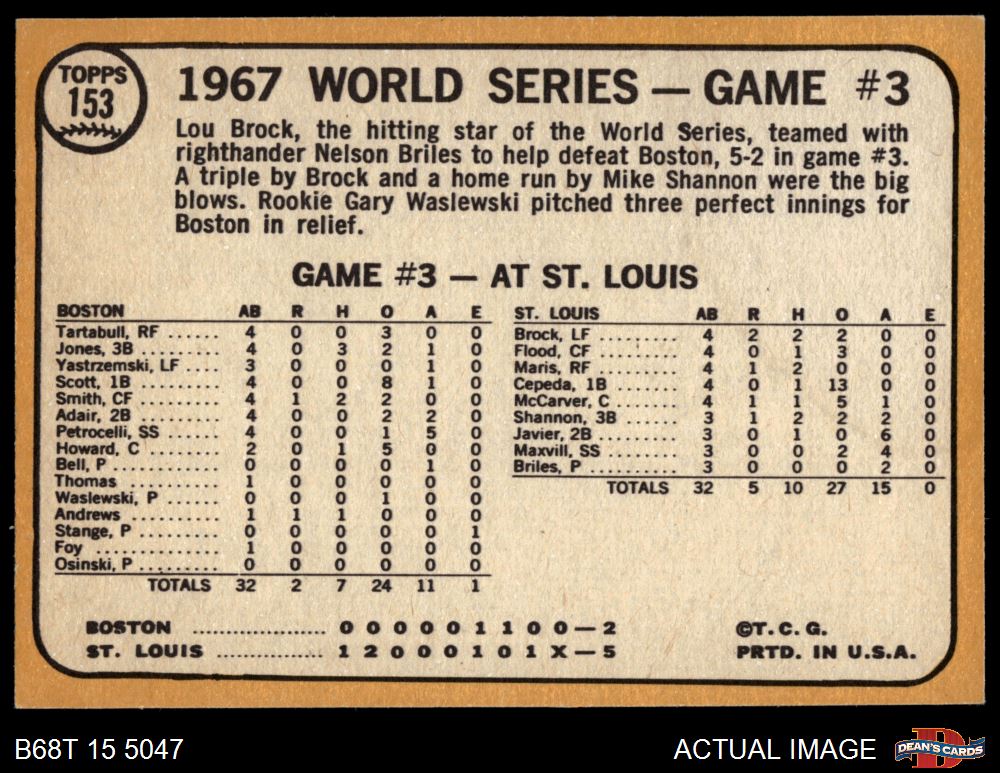 TOPPS
153
1967 WORLD SERIES — GAME #3
Lou Brock, the hitting star of the World Series, teamed with
righthander Nelson Briles to help defeat Boston, 5-2 in game #3.
A triple by Brock and a home run by Mike Shannon were the big
blows. Rookie Gary Waslewski pitched three perfect innings for
Boston in relief.
GAME #3 — AT ST. LOUIS
BOSTON AB R H O A E
Tartabull, RF ...... 4 0 0 3 0 0
Jones, 3B ......... 4 0 3 2 1 0
Yastrzemski, LF .... 3 0 0 0 1 0
Scott, 1B .......... 4 0 0 8 1 0
Smith, CF ......... 4 1 2 2 0 0
Adair, 2B .......... 4 0 0 2 2 0
Petrocelli, SS ...... 4 0 0 1 5 0
Howard, C ......... 2 0 1 5 0 0
Bell, P ............ 0 0 0 0 1 0
Thomas .......... 1 0 0 0 0 0
Waslewski, P ...... 0 0 0 1 0 0
Andrews .......... 1 1 1 0 0 0
Stange, P ......... 0 0 0 0 0 1
Foy .............. 1 0 0 0 0 0
Osinski, P ......... 0 0 0 0 0 0
TOTALS 32 2 7 24 11 1
ST. LOUIS AB R H O A E
Brock, LF ......... 4 2 2 2 0 0
Flood, CF ......... 4 0 1 3 0 0
Maris, RF ......... 4 1 2 0 0 0
Cepeda, 1B ........ 4 0 1 13 0 0
McCarver, C ....... 4 1 1 5 1 0
Shannon, 3B ....... 3 1 2 2 2 0
Javier, 2B ......... 3 0 1 0 6 0
Maxvill, SS ........ 3 0 0 2 4 0
Briles, P .......... 3 0 0 0 2 0
TOTALS 32 5 10 27 15 0
BOSTON .................... 0 0 0 0 0 1 1 0 0 — 2
ST. LOUIS ................ 1 2 0 0 0 1 0 1 X — 5
©T. C. G.
PRTD. IN U.S.A.
B68T 15 5047
ACTUAL IMAGE
D
DEAN'S CARDS